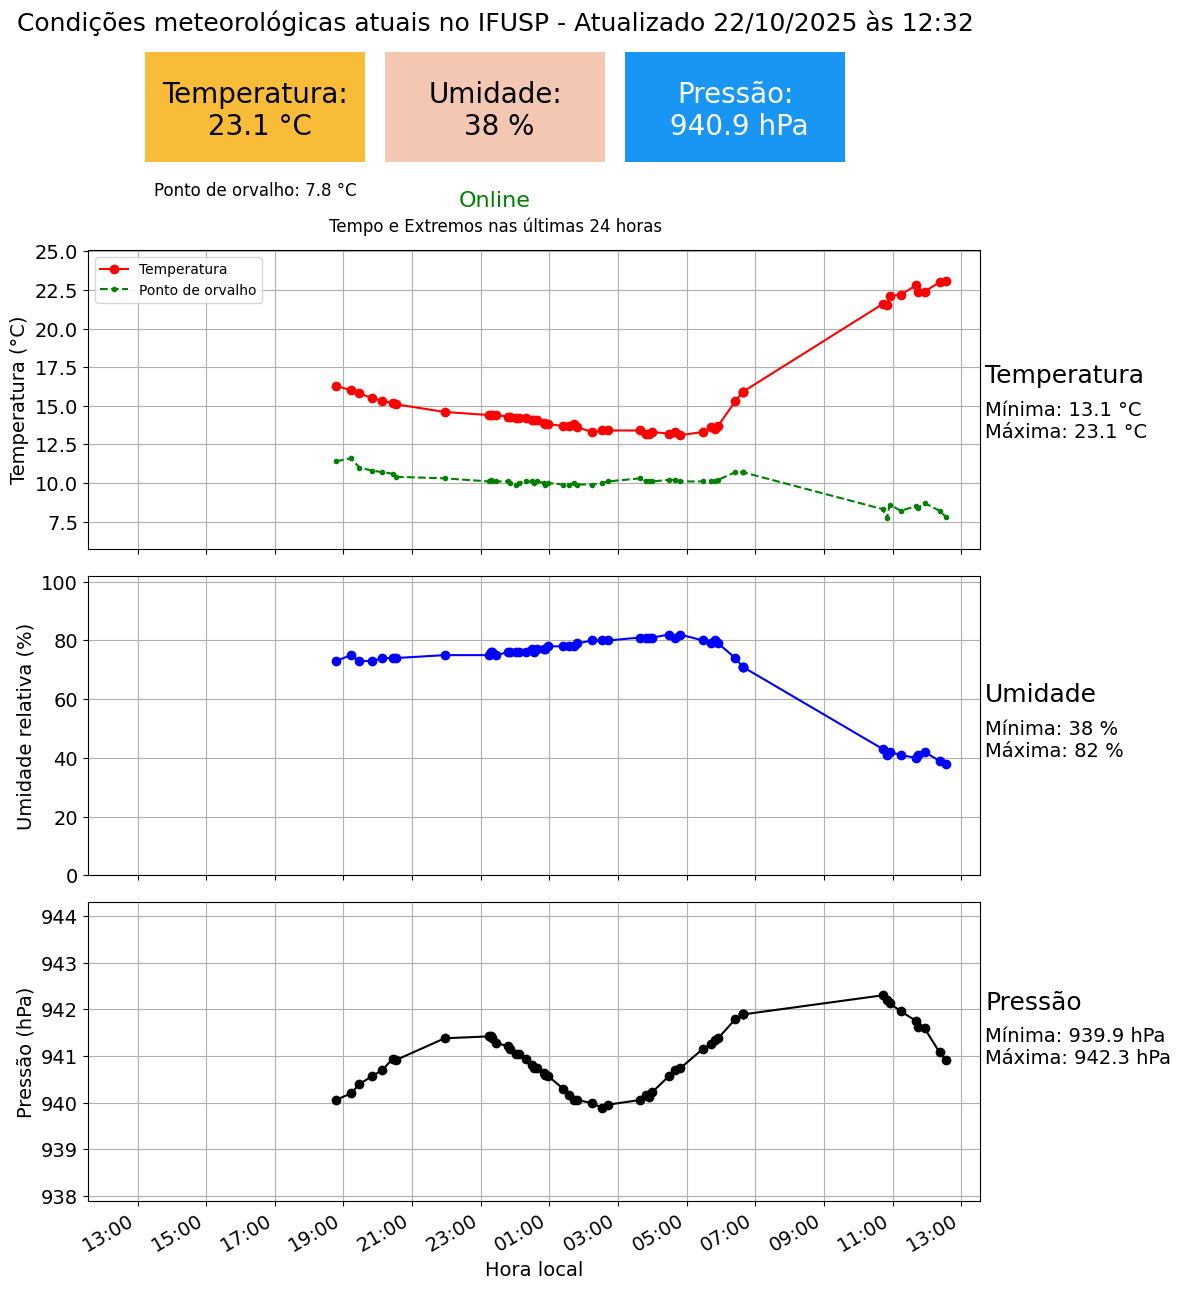 Condições meteorológicas atuais no IFUSP - Atualizado 22/10/2025 às 12:32
Temperatura:
23.1 °C
Umidade:
38 %
Pressão:
940.9 hPa
Ponto de orvalho: 7.8 °C
Online
Tempo e Extremos nas últimas 24 horas
Temperatura (°C)
25.0
22.5
20.0
17.5
15.0
12.5
10.0
7.5
Temperatura
Ponto de orvalho
Temperatura
Mínima: 13.1 °C
Máxima: 23.1 °C
Umidade relativa (%)
100
80
60
40
20
0
Umidade
Mínima: 38 %
Máxima: 82 %
Pressão (hPa)
944
943
942
941
940
939
938
Pressão
Mínima: 939.9 hPa
Máxima: 942.3 hPa
13:00 15:00 17:00 19:00 21:00 23:00 01:00 03:00 05:00 07:00 09:00 11:00 13:00
Hora local